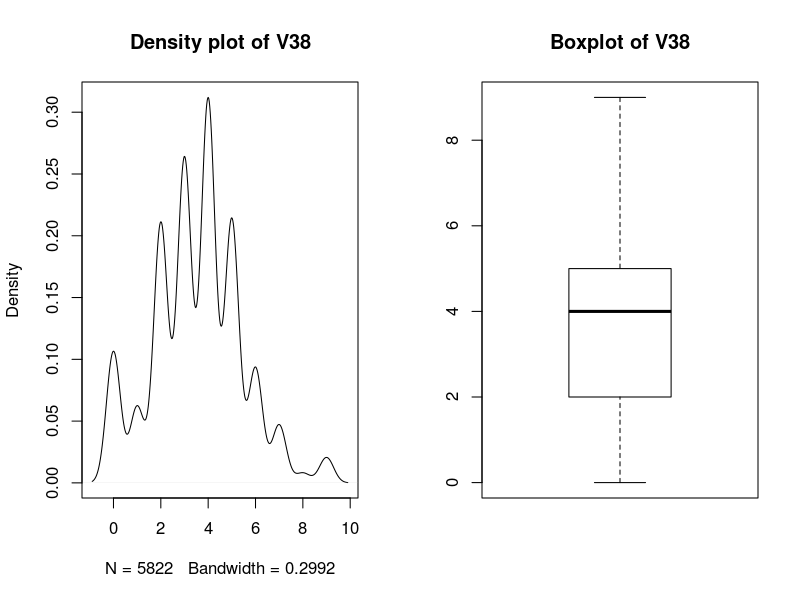 Density plot of V38
Density
0.00 0.05 0.10 0.15 0.20 0.25 0.30
0 2 4 6 8 10
N = 5822   Bandwidth = 0.2992
Boxplot of V38
0 2 4 6 8